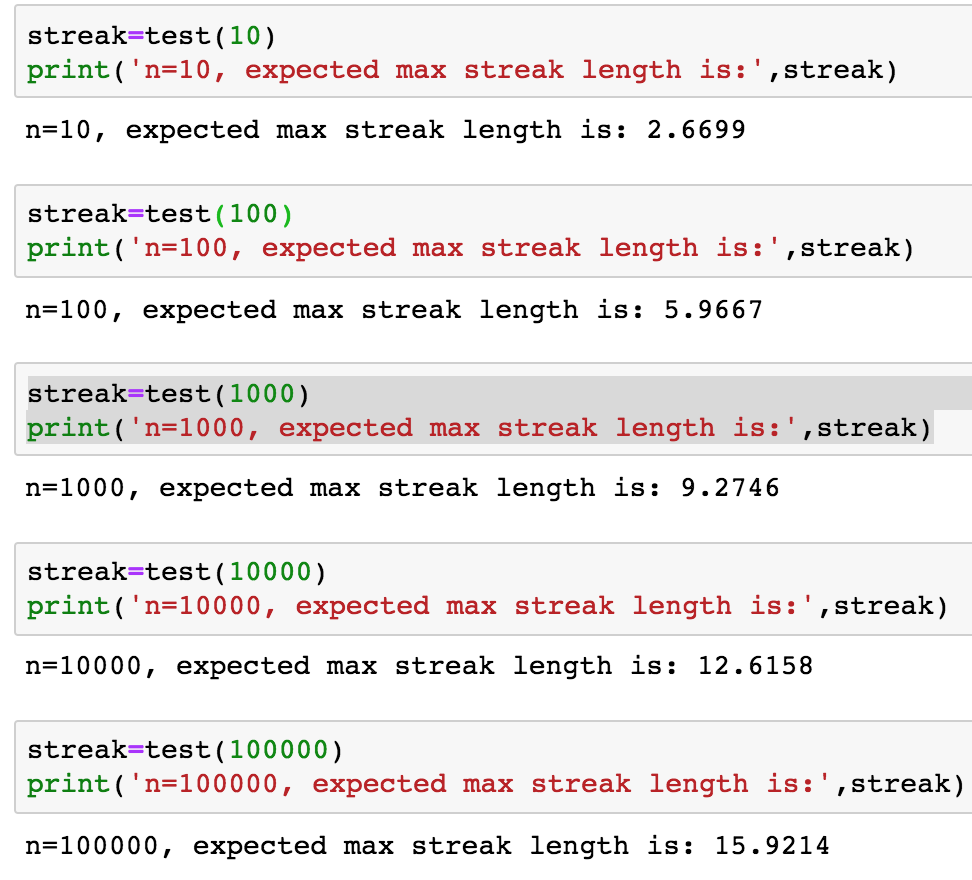 streak=test(10)
print('n=10, expected max streak length is:',streak)
n=10, expected max streak length is: 2.6699
streak=test(100)
print('n=100, expected max streak length is:',streak)
n=100, expected max streak length is: 5.9667
streak=test(1000)
print('n=1000, expected max streak length is:',streak)
n=1000, expected max streak length is: 9.2746
streak=test(10000)
print('n=10000, expected max streak length is:',streak)
n=10000, expected max streak length is: 12.6158
streak=test(100000)
print('n=100000, expected max streak length is:',streak)
n=100000, expected max streak length is: 15.9214